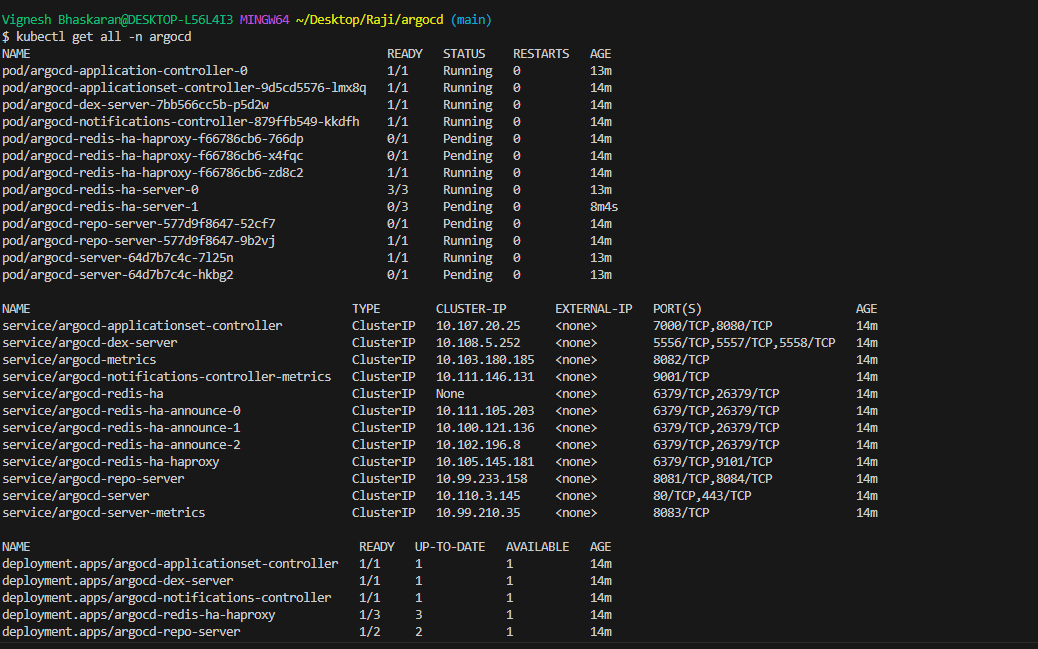 Vignesh Bhaskaran@DESKTOP-L56L4I3 MINGW64 ~/Desktop/Raji/argocd (main)
$ kubectl get all -n argocd
NAME READY STATUS RESTARTS AGE
pod/argocd-application-controller-0 1/1 Running 0 13m
pod/argocd-applicationset-controller-9d5cd5576-lmx8q 1/1 Running 0 14m
pod/argocd-dex-server-7bb566cc5b-p5d2w 1/1 Running 0 14m
pod/argocd-notifications-controller-879ffb549-kkdfh 1/1 Running 0 14m
pod/argocd-redis-ha-haproxy-f66786cb6-766dp 0/1 Pending 0 14m
pod/argocd-redis-ha-haproxy-f66786cb6-x4fqc 0/1 Pending 0 14m
pod/argocd-redis-ha-haproxy-f66786cb6-zd8c2 1/1 Running 0 14m
pod/argocd-redis-ha-server-0 3/3 Running 0 13m
pod/argocd-redis-ha-server-1 0/3 Pending 0 8m4s
pod/argocd-repo-server-577d9f8647-52cf7 0/1 Pending 0 14m
pod/argocd-repo-server-577d9f8647-9b2vj 1/1 Running 0 14m
pod/argocd-server-64d7b7c4c-7l25n 1/1 Running 0 13m
pod/argocd-server-64d7b7c4c-hkbg2 0/1 Pending 0 13m
NAME TYPE CLUSTER-IP EXTERNAL-IP PORT(S) AGE
service/argocd-applicationset-controller ClusterIP 10.107.20.25 <none> 7000/TCP,8080/TCP 14m
service/argocd-dex-server ClusterIP 10.108.5.252 <none> 5556/TCP,5557/TCP,5558/TCP 14m
service/argocd-metrics ClusterIP 10.103.180.185 <none> 8082/TCP 14m
service/argocd-notifications-controller-metrics ClusterIP 10.111.146.131 <none> 9001/TCP 14m
service/argocd-redis-ha ClusterIP None <none> 6379/TCP,26379/TCP 14m
service/argocd-redis-ha-announce-0 ClusterIP 10.111.105.203 <none> 6379/TCP,26379/TCP 14m
service/argocd-redis-ha-announce-1 ClusterIP 10.100.121.136 <none> 6379/TCP,26379/TCP 14m
service/argocd-redis-ha-announce-2 ClusterIP 10.102.196.8 <none> 6379/TCP,26379/TCP 14m
service/argocd-redis-ha-haproxy ClusterIP 10.105.145.181 <none> 6379/TCP,9101/TCP 14m
service/argocd-repo-server ClusterIP 10.99.233.158 <none> 8081/TCP,8084/TCP 14m
service/argocd-server ClusterIP 10.110.3.145 <none> 80/TCP,443/TCP 14m
service/argocd-server-metrics ClusterIP 10.99.210.35 <none> 8083/TCP 14m
NAME READY UP-TO-DATE AVAILABLE AGE
deployment.apps/argocd-applicationset-controller 1/1 1 1 14m
deployment.apps/argocd-dex-server 1/1 1 1 14m
deployment.apps/argocd-notifications-controller 1/1 1 1 14m
deployment.apps/argocd-redis-ha-haproxy 1/3 3 1 14m
deployment.apps/argocd-repo-server 1/2 2 1 14m